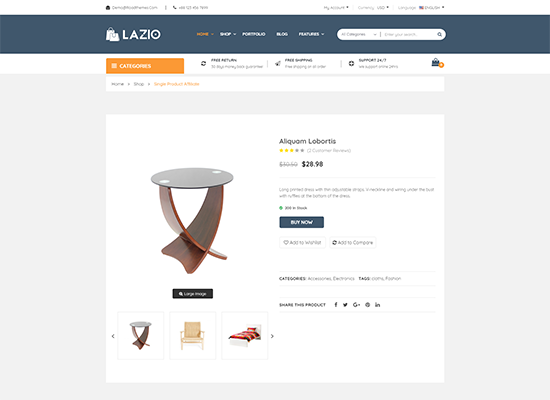 Demo@RoadThemes.Com
+68 123 456 7899
My Account
Currency : USD
Language : ENGLISH
LAZIO
HOME
SHOP
PORTFOLIO
BLOG
FEATURES
All Categories
Enter your search...
CATEGORIES
FREE RETURN
30 days money back guarantee!
FREE SHIPPING
Free shipping on all order
SUPPORT 24/7
We support online 24hrs
Home > Shop > Single Product Affiliate
Aliquam Lobortis
(2 Customer Reviews)
$30.50 $28.98
Long printed dress with thin adjustable straps. V-neckline and wiring under the bust
with ruffles at the bottom of the dress.
in Stock
BUY NOW
Add to Wishlist
Add to Compare
Large Image
CATEGORIES: Accessories, Electronics
TAGS: Fashion
SHARE THIS PRODUCT